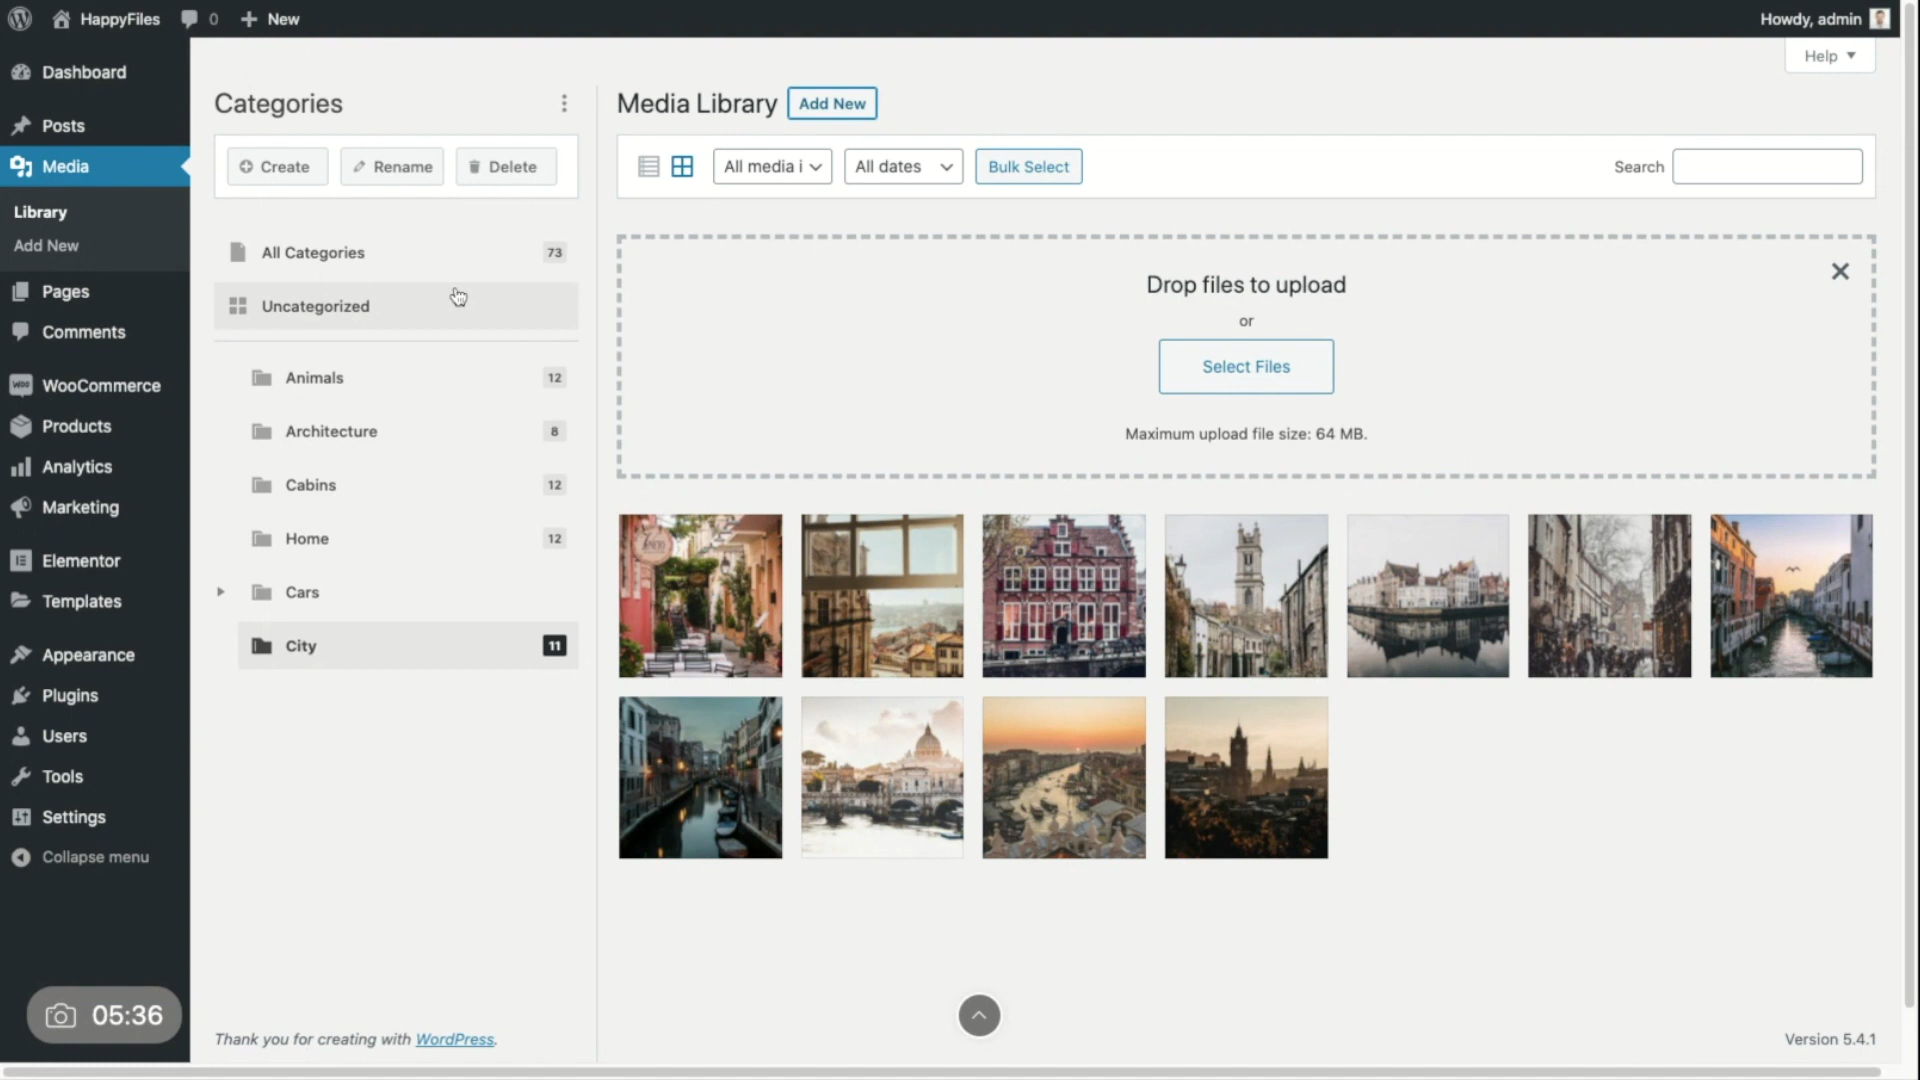 HappyFiles
0
New
Howdy, admin
Help
Dashboard
Posts
Media
Library
Add New
Pages
Comments
WooCommerce
Products
Analytics
Marketing
Elementor
Templates
Appearance
Plugins
Users
Tools
Settings
Collapse menu
05:36
Categories
Create
Rename
Delete
All Categories 73
Uncategorized
Animals 12
Architecture 8
Cabins 12
Home 12
Cars
City 11
Media Library
Add New
All media i
All dates
Bulk Select
Search
Drop files to upload
or
Select Files
Maximum upload file size: 64 MB.
Thank you for creating with WordPress.
Version 5.4.1